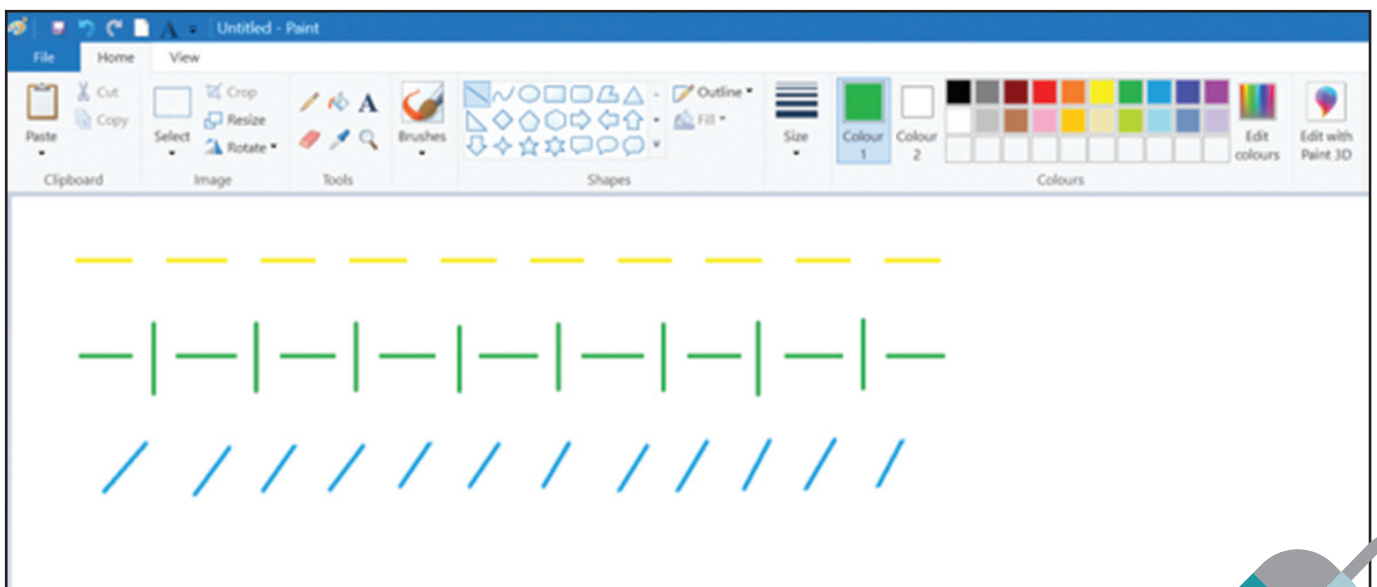 Untitled - Paint
File Home View
Cut
Copy
Paste
Clipboard
Select
Crop
Resize
Rotate
Image
A
Tools
Brushes
Shapes
Outline
Fill
Size
Colour 1
Colour 2
Colours
Edit colours
Edit with Paint 3D